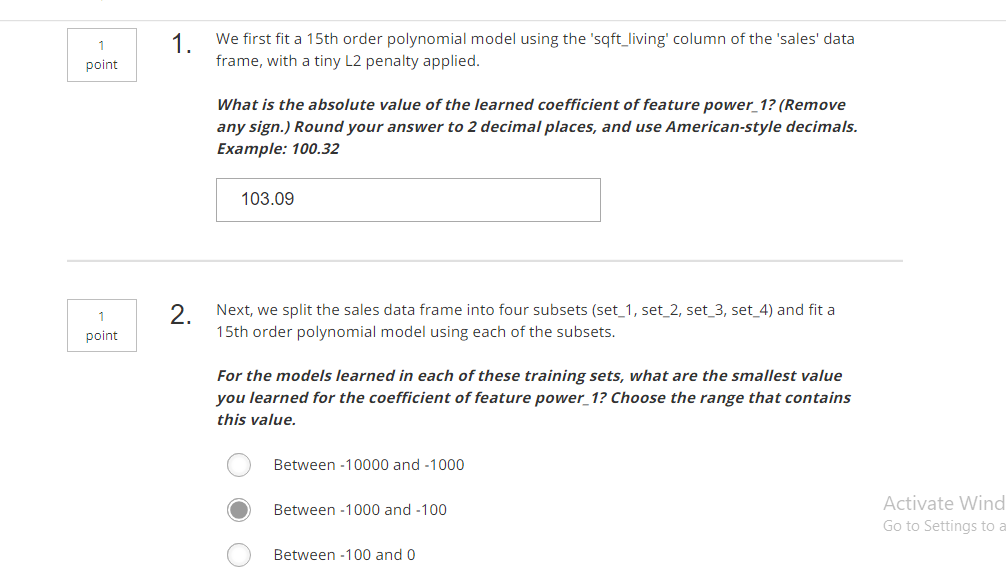 1
point
1.
We first fit a 15th order polynomial model using the 'sqft_living' column of the 'sales' data
frame, with a tiny L2 penalty applied.
What is the absolute value of the learned coefficient of feature power_1? (Remove
any sign.) Round your answer to 2 decimal places, and use American-style decimals.
Example: 100.32
103.09
1
point
2.
Next, we split the sales data frame into four subsets (set_1, set_2, set_3, set_4) and fit a
15th order polynomial model using each of the subsets.
For the models learned in each of these training sets, what are the smallest value
you learned for the coefficient of feature power_1? Choose the range that contains
this value.
Between -10000 and -1000
Between -1000 and -100
Between -100 and 0
Activate Wind
Go to Settings to a